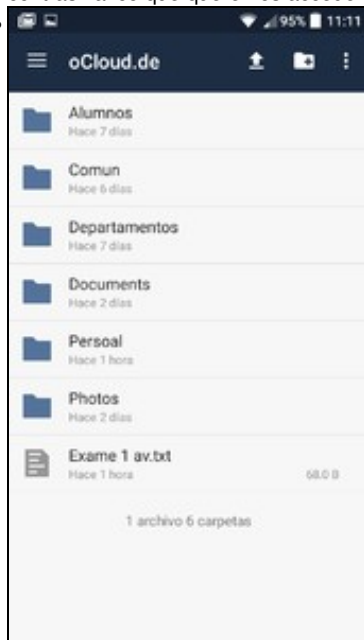 95% 11:11
oCloud.de
Alumnos
Hace 7 días
Comun
Hace 6 días
Departamentos
Hace 7 días
Documents
Hace 2 días
Persoal
Hace 1 hora
Photos
Hace 2 días
Exame 1 av.txt
Hace 1 hora 68.0 B
1 archivo 6 carpetas